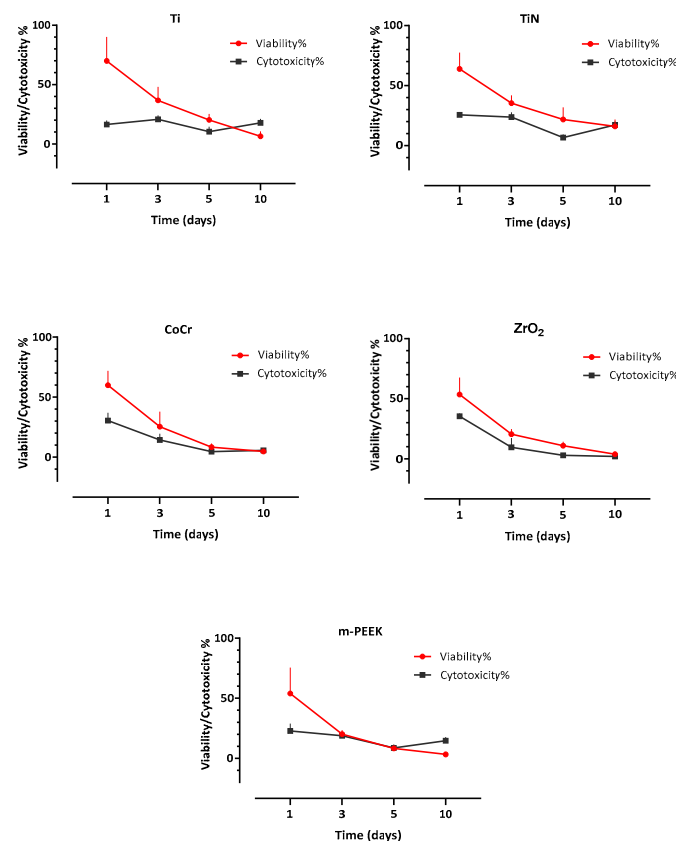 Ti
Viability/Cytotoxicity %
100
50
0
Viability%
Cytotoxicity%
1 3 5 10
Time (days)
TiN
Viability/Cytotoxicity %
100
50
0
Viability%
Cytotoxicity%
1 3 5 10
Time (days)
CoCr
Viability/Cytotoxicity %
100
50
0
Viability%
Cytotoxicity%
1 3 5 10
Time (days)
ZrO₂
Viability/Cytotoxicity %
100
50
0
Viability%
Cytotoxicity%
1 3 5 10
Time (days)
m-PEEK
Viability/Cytotoxicity %
100
50
0
Viability%
Cytotoxicity%
1 3 5 10
Time (days)